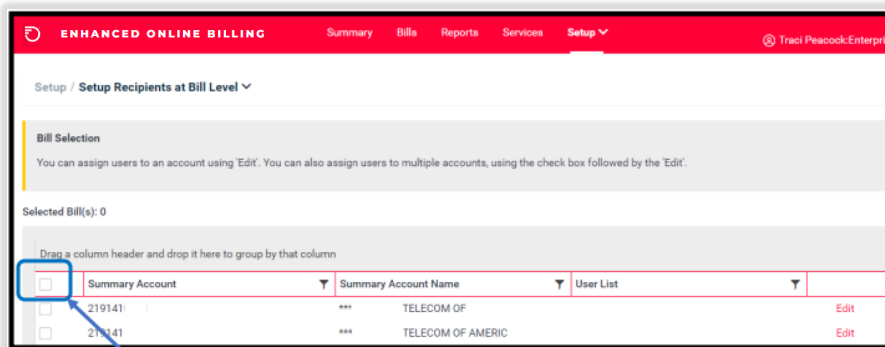 ENHANCED ONLINE BILLING Summary Bills Reports Services Setup Traci Peacock:Enterpri
Setup / Setup Recipients at Bill Level
Bill Selection
You can assign users to an account using 'Edit'. You can also assign users to multiple accounts, using the check box followed by the 'Edit'.
Selected Bill(s): 0
Drag a column header and drop it here to group by that column
Summary Account Summary Account Name User List
219141 *** TELECOM OF Edit
219141 *** TELECOM OF AMERIC Edit